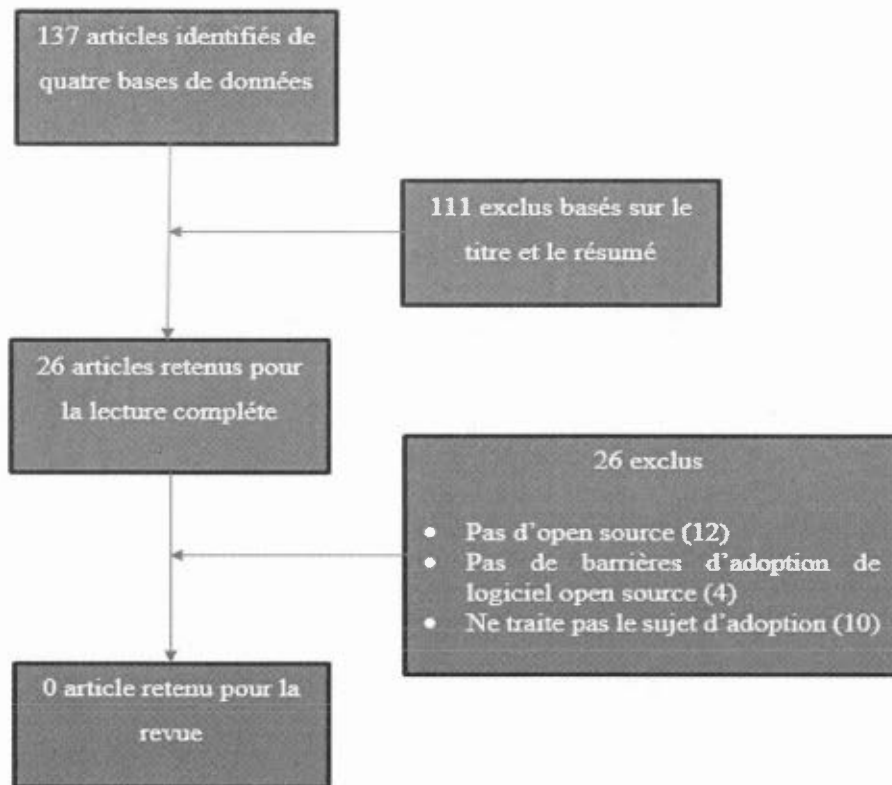 137 articles identifiés de
quatre bases de données
111 exclus basés sur le
titre et le résumé
26 articles retenus pour
la lecture compléte
26 exclus
• Pas d'open source (12)
• Pas de barrières d'adoption de
logiciel open source (4)
• Ne traite pas le sujet d'adoption (10)
0 article retenu pour la
revue